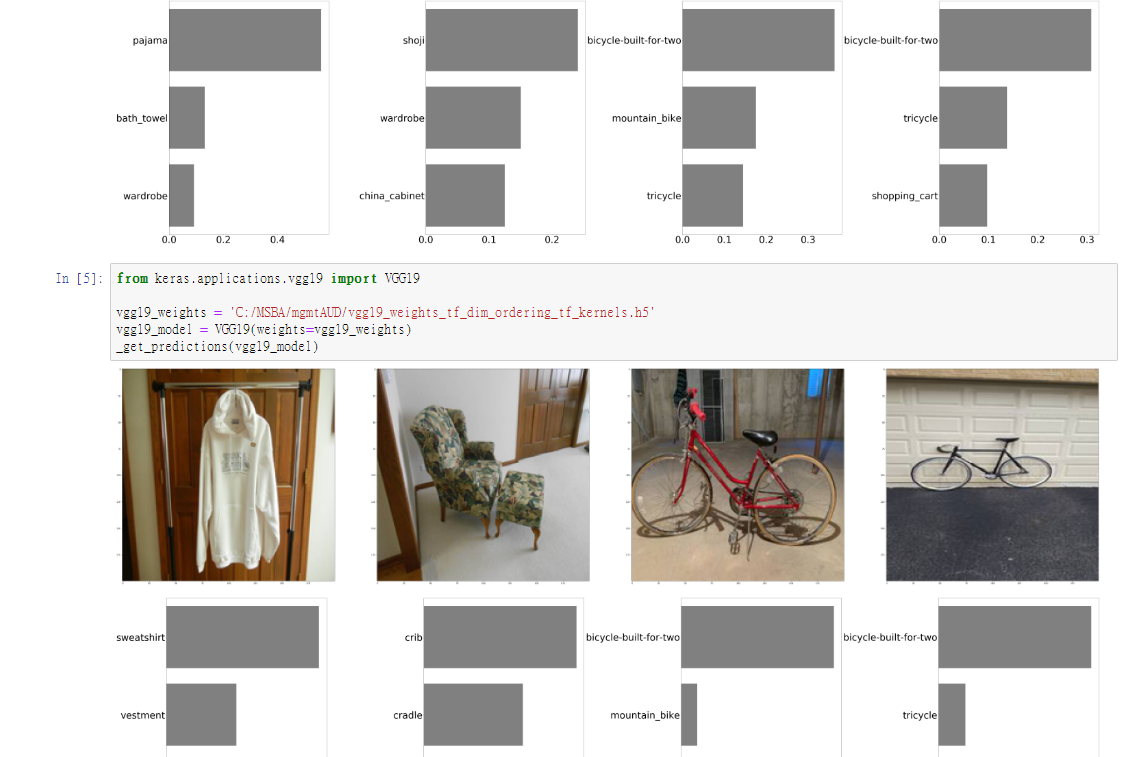 pajama
bath_towel
wardrobe
0.0 0.2 0.4
shoji
wardrobe
china_cabinet
0.0 0.1 0.2
bicycle-built-for-two
mountain_bike
tricycle
0.0 0.1 0.2 0.3
bicycle-built-for-two
tricycle
shopping_cart
0.0 0.1 0.2 0.3
In [5]:
from keras.applications.vgg19 import VGG19
vgg19_weights = 'C:/MSBA/mgmtAUD/vgg19_weights_tf_dim_ordering_tf_kernels.h5'
vgg19_model = VGG19(weights=vgg19_weights)
_get_predictions(vgg19_model)
sweatshirt
vestment
crib
cradle
bicycle-built-for-two
mountain_bike
bicycle-built-for-two
tricycle